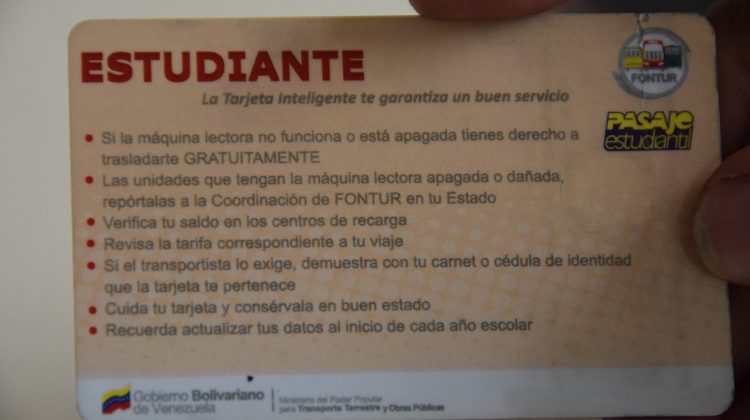 ESTUDIANTE
La Tarjeta Inteligente te garantiza un buen servicio
FONTUR
PASAJE
estudiantil
• Si la máquina lectora no funciona o está apagada tienes derecho a
trasladarte GRATUITAMENTE
• Las unidades que tengan la máquina lectora apagada o dañada,
repórtalas a la Coordinación de FONTUR en tu Estado
• Verifica tu saldo en los centros de recarga
• Revisa la tarifa correspondiente a tu viaje
• Si el transportista lo exige, demuestra con tu carnet o cédula de identidad
que la tarjeta te pertenece
• Cuida tu tarjeta y consérvala en buen estado
• Recuerda actualizar tus datos al inicio de cada año escolar
Gobierno Bolivariano
de Venezuela
Ministerio del Poder Popular
para Transporte Terrestre y Obras Públicas